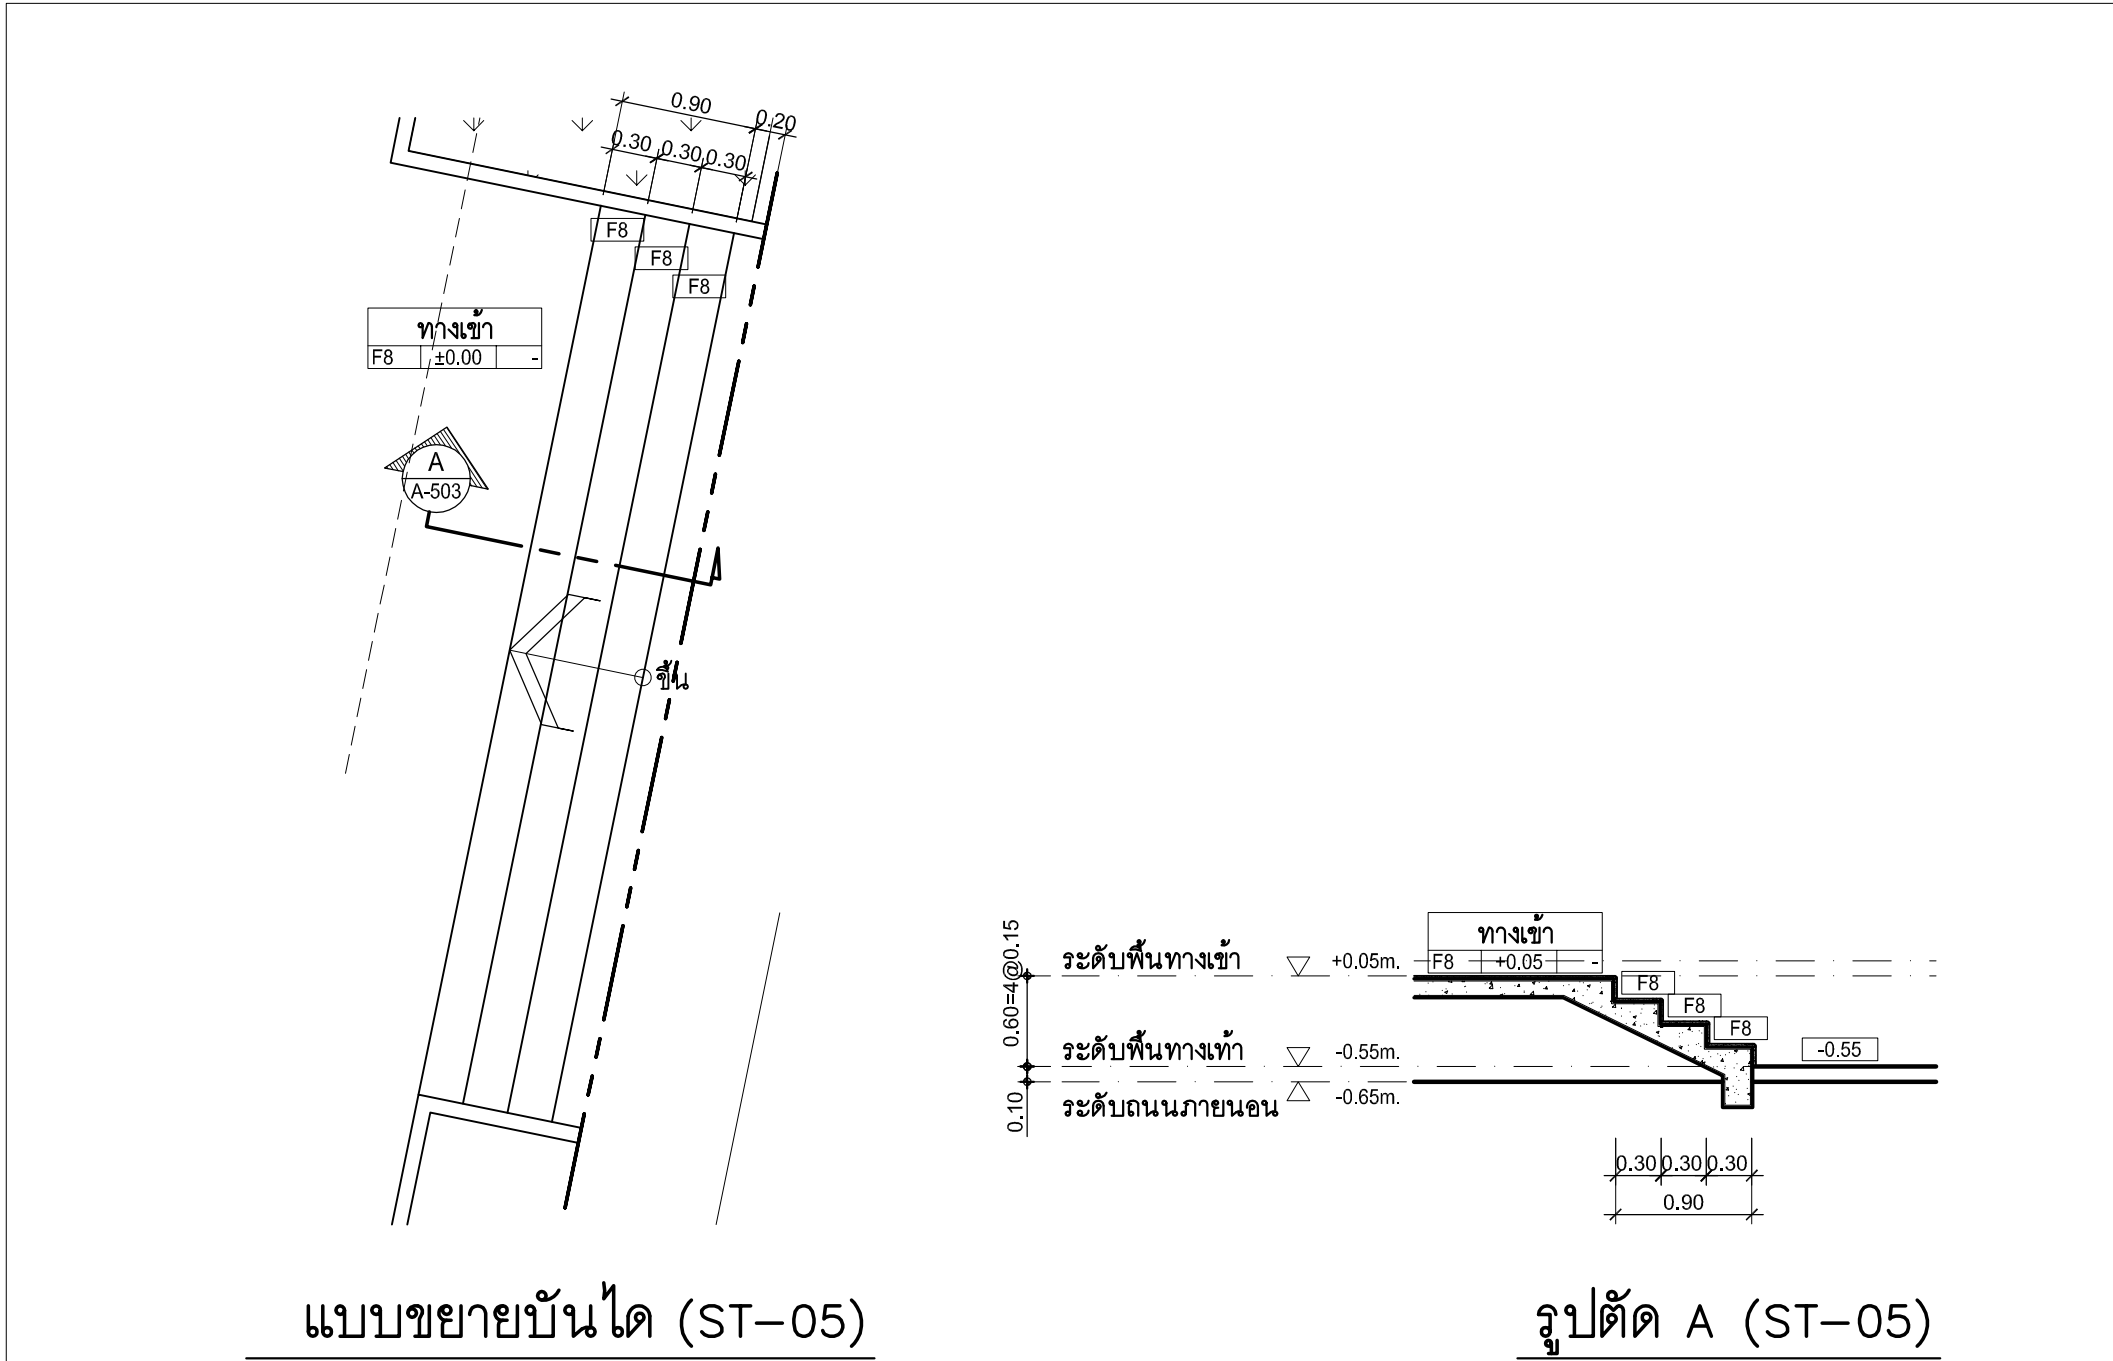 0.90
0.20
0.30 0.30 0.30
F8
F8
F8
ทางเข้า
F8 ±0.00 -
A
A-503
ขึ้น
แบบขยายบันได (ST-05)
0.60=4@0.15
0.10
ระดับพื้นทางเข้า +0.05m.
ระดับพื้นทางเท้า -0.55m.
ระดับถนนภายนอน -0.65m.
ทางเข้า
F8 +0.05 -
F8
F8
F8
-0.55
0.30 0.30 0.30
0.90
รูปตัด A (ST-05)